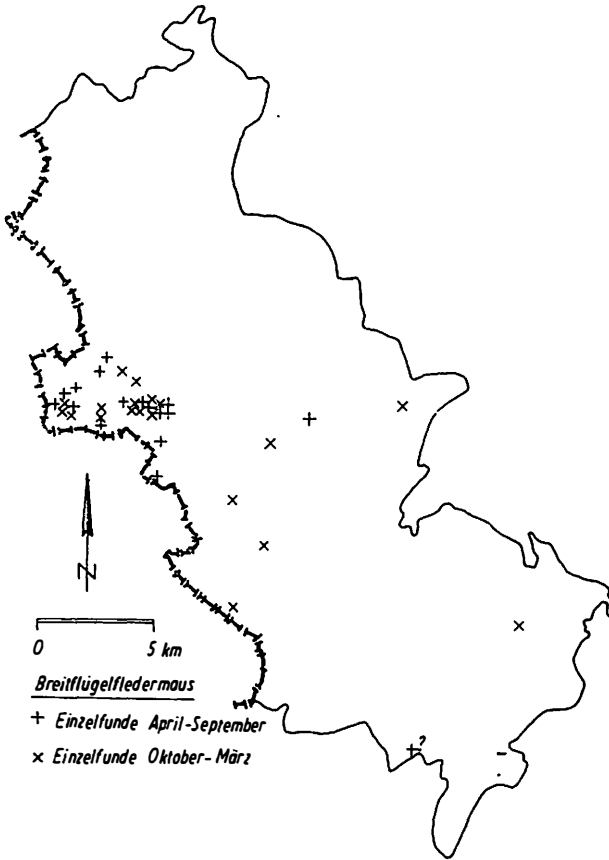 N
0 5 km
Breitflügelfledermaus
+ Einzelfunde April-September
× Einzelfunde Oktober-März
?